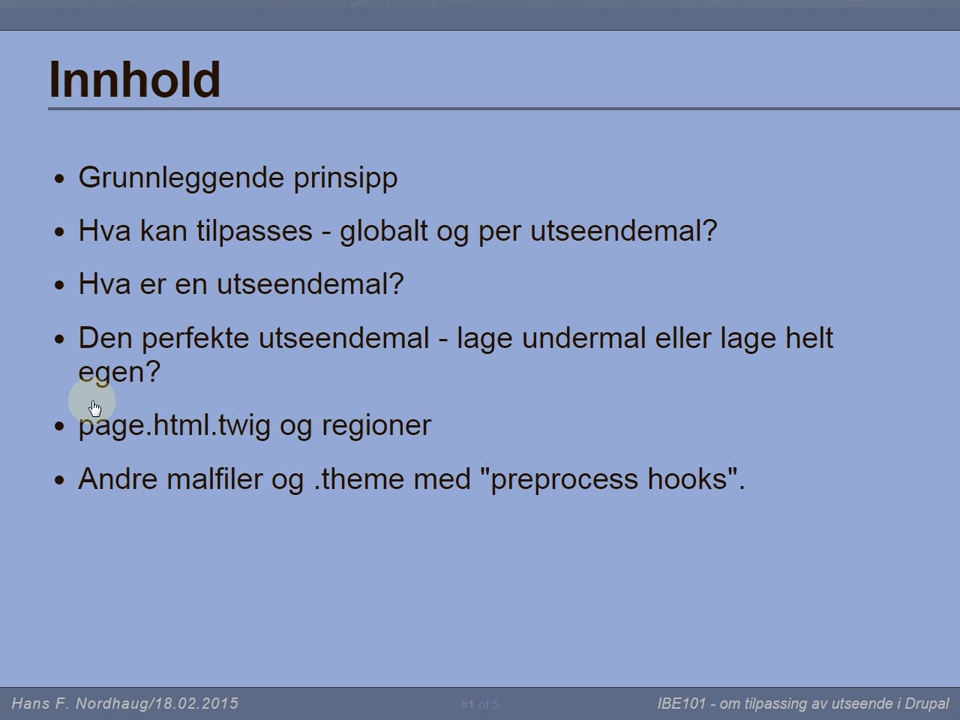 Innhold
Grunnleggende prinsipp
Hva kan tilpasses - globalt og per utseendemal?
Hva er en utseendemal?
Den perfekte utseendemal - lage undermal eller lage helt
egen?
page.html.twig og regioner
Andre malfiler og .theme med "preprocess hooks".
Hans F. Nordhaug/18.02.2015
#1 of 5
IBE101 - om tilpassing av utseende i Drupal